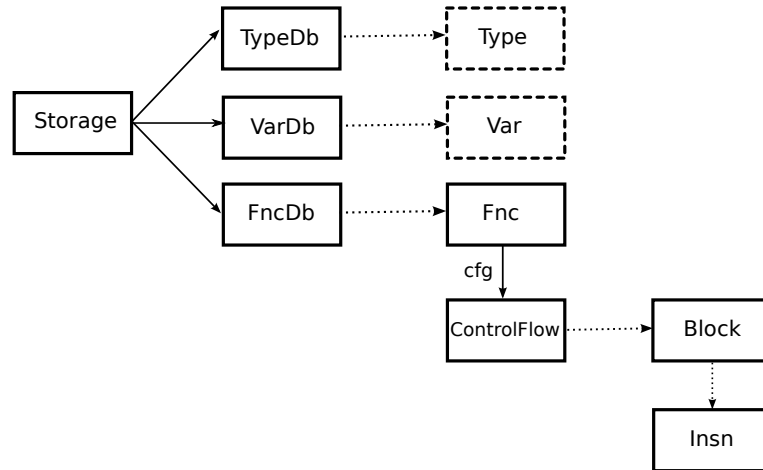 TypeDb
Type
Storage
VarDb
Var
FncDb
Fnc
cfg
ControlFlow
Block
Insn